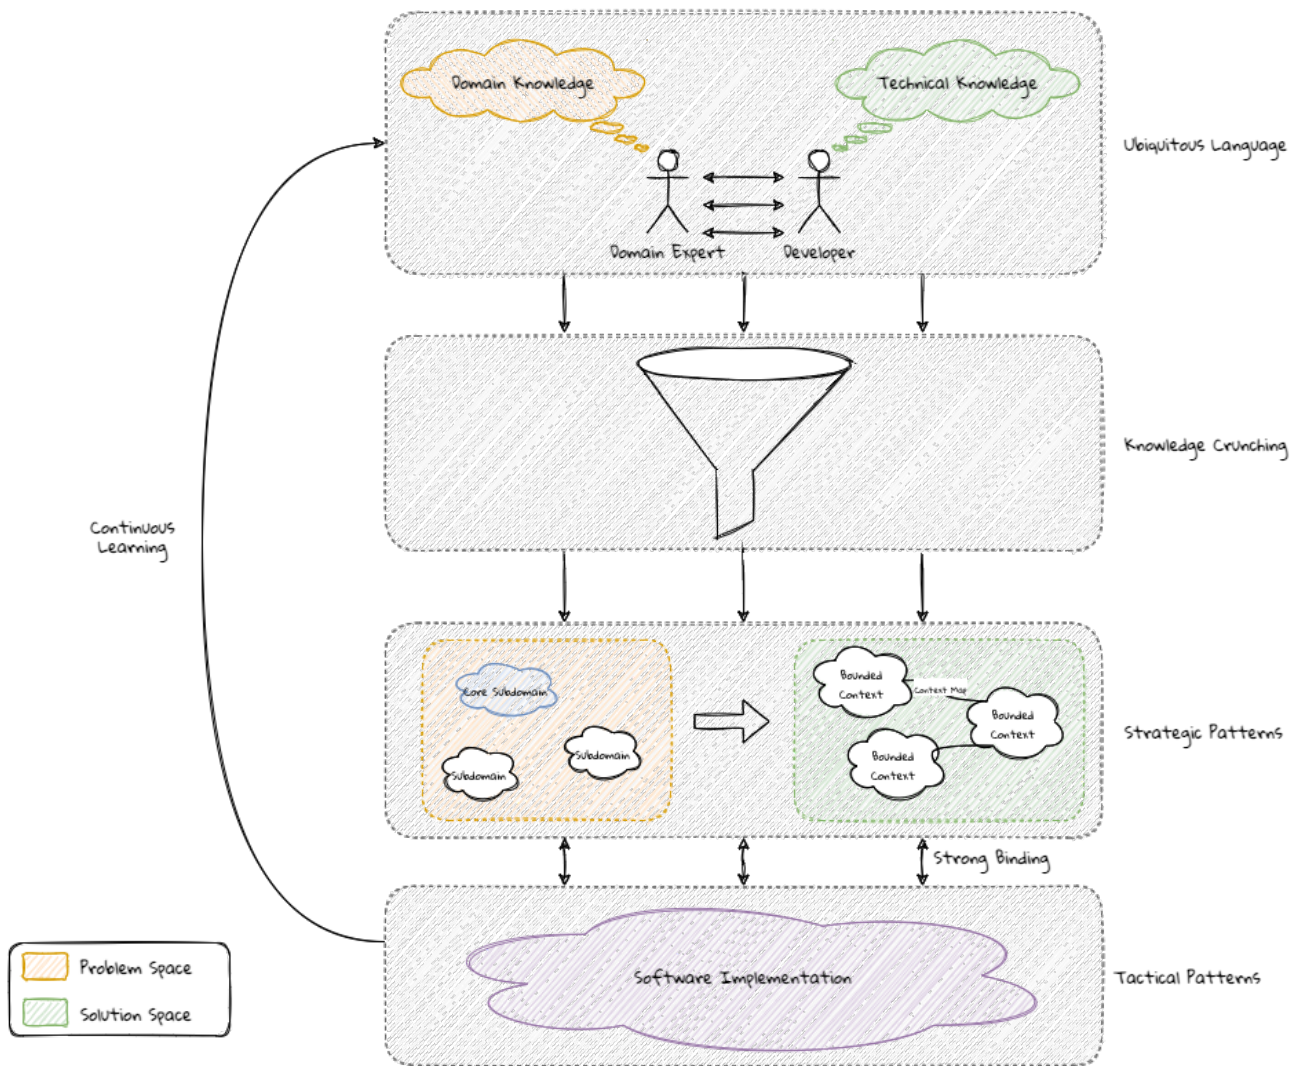 Domain Knowledge
Technical Knowledge
Ubiquitous Language
Domain Expert
Developer
Knowledge Crunching
Continuous
Learning
Core Subdomain
Subdomain
Subdomain
Bounded
Context
Context Map
Bounded
Context
Bounded
Context
Strategic Patterns
Strong Binding
Software Implementation
Tactical Patterns
Problem Space
Solution Space